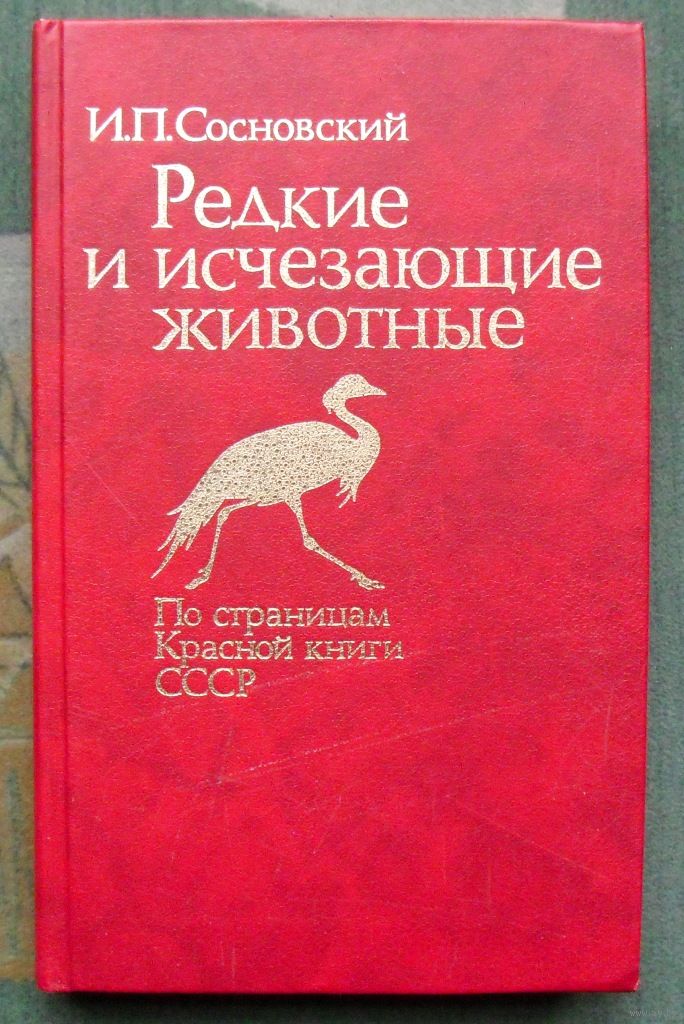 И.П.Сосновский
Редкие
и исчезающие
животные
По страницам
Красной книги
СССР